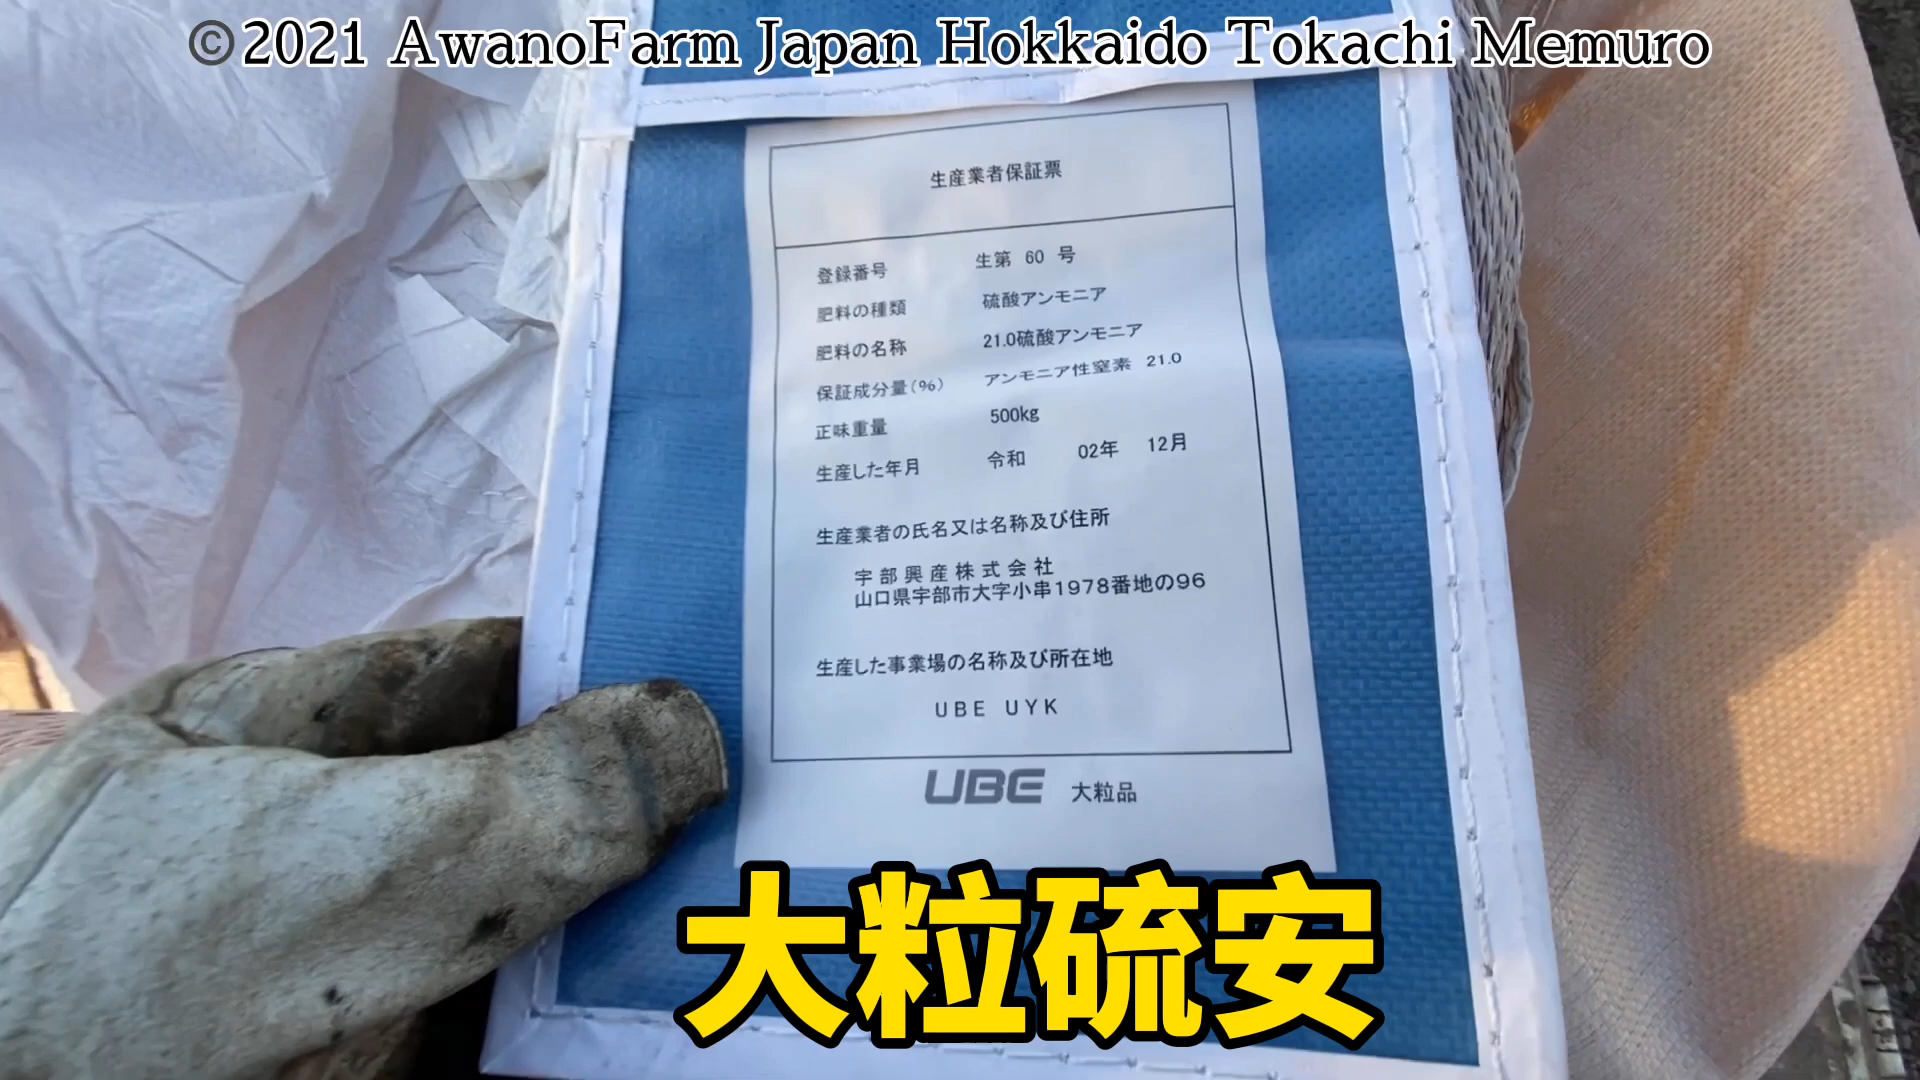 ©2021 AwanoFarm Japan Hokkaido Tokachi Memuro
生産業者保証票
登録番号 生第 60 号
肥料の種類 硫酸アンモニア
肥料の名称 21.0硫酸アンモニア
保証成分量(%) アンモニア性窒素 21.0
正味重量 500kg
生産した年月 令和 02年 12月
生産業者の氏名又は名称及び住所
宇部興産株式会社
山口県宇部市大字小串1978番地の96
生産した事業場の名称及び所在地
UBE UYK
UBE 大粒品
大粒硫安